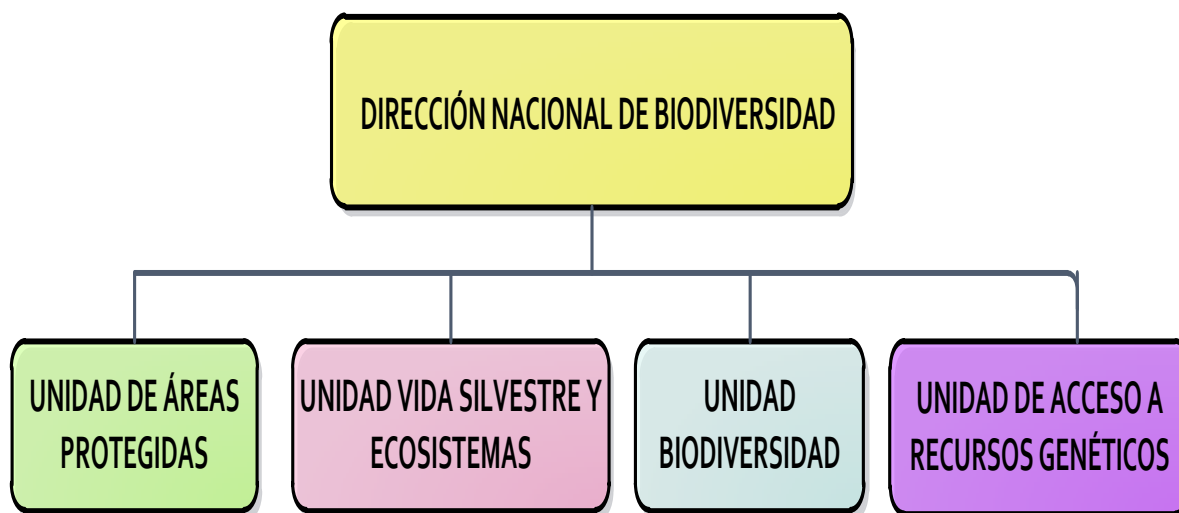 DIRECCIÓN NACIONAL DE BIODIVERSIDAD
UNIDAD DE ÁREAS
PROTEGIDAS
UNIDAD VIDA SILVESTRE Y
ECOSISTEMAS
UNIDAD
BIODIVERSIDAD
UNIDAD DE ACCESO A
RECURSOS GENÉTICOS